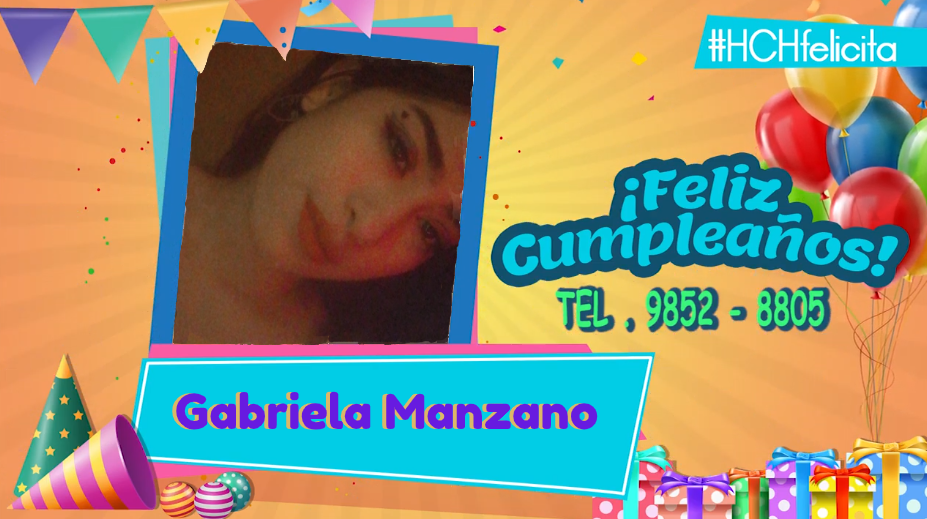 #HCHfelicita
¡Feliz
Cumpleaños!
TEL . 9852 - 8805
Gabriela Manzano